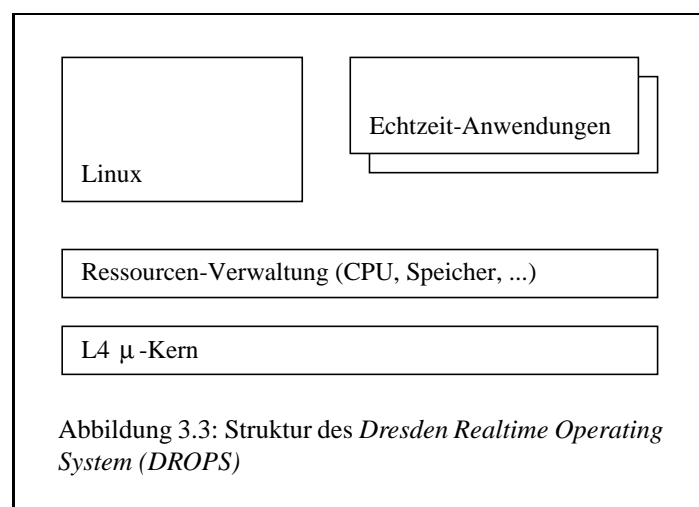 Echtzeit-Anwendungen
Linux
Ressourcen-Verwaltung (CPU, Speicher, ...)
L4 μ-Kern
Abbildung 3.3: Struktur des Dresden Realtime Operating
System (DROPS)